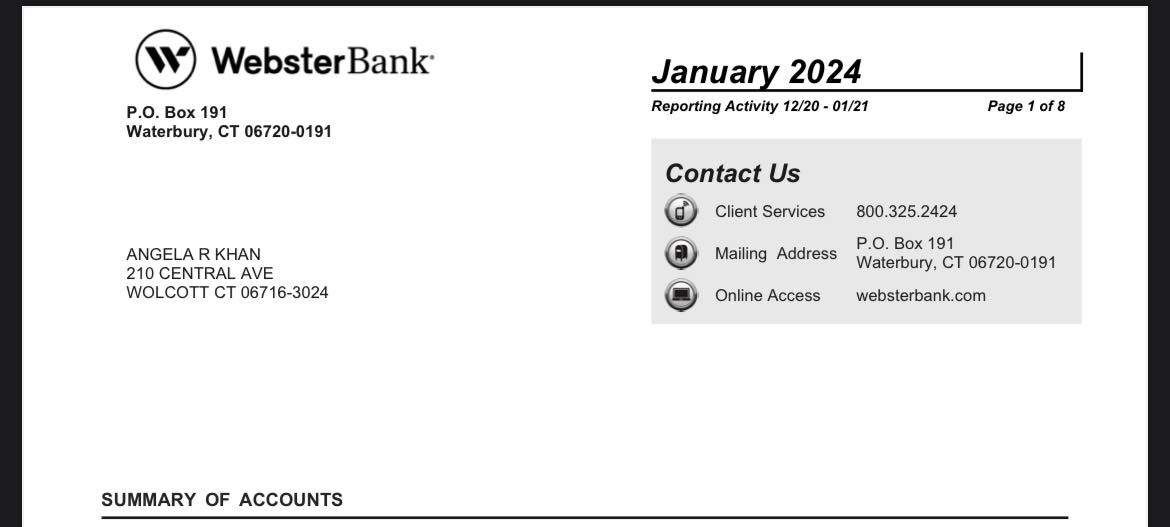 WebsterBank
P.O. Box 191
Waterbury, CT 06720-0191
January 2024
Reporting Activity 12/20 - 01/21
Page 1 of 8
Contact Us
Client Services 800.325.2424
Mailing Address P.O. Box 191
Waterbury, CT 06720-0191
Online Access websterbank.com
ANGELA R KHAN
210 CENTRAL AVE
WOLCOTT CT 06716-3024
SUMMARY OF ACCOUNTS